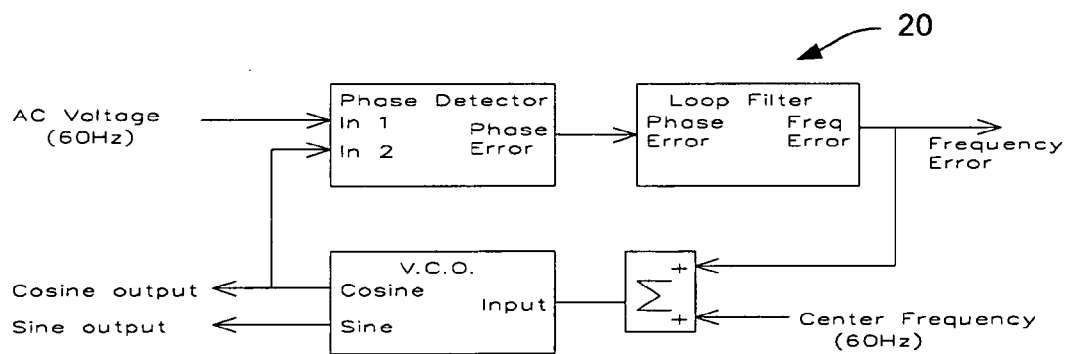 20
AC Voltage
(60Hz)
Phase Detector
In 1
In 2
Phase
Error
Loop Filter
Phase
Error
Freq
Error
Frequency
Error
V.C.O.
Cosine
Sine
Input
Σ
+
+
Cosine output
Sine output
Center Frequency
(60Hz)